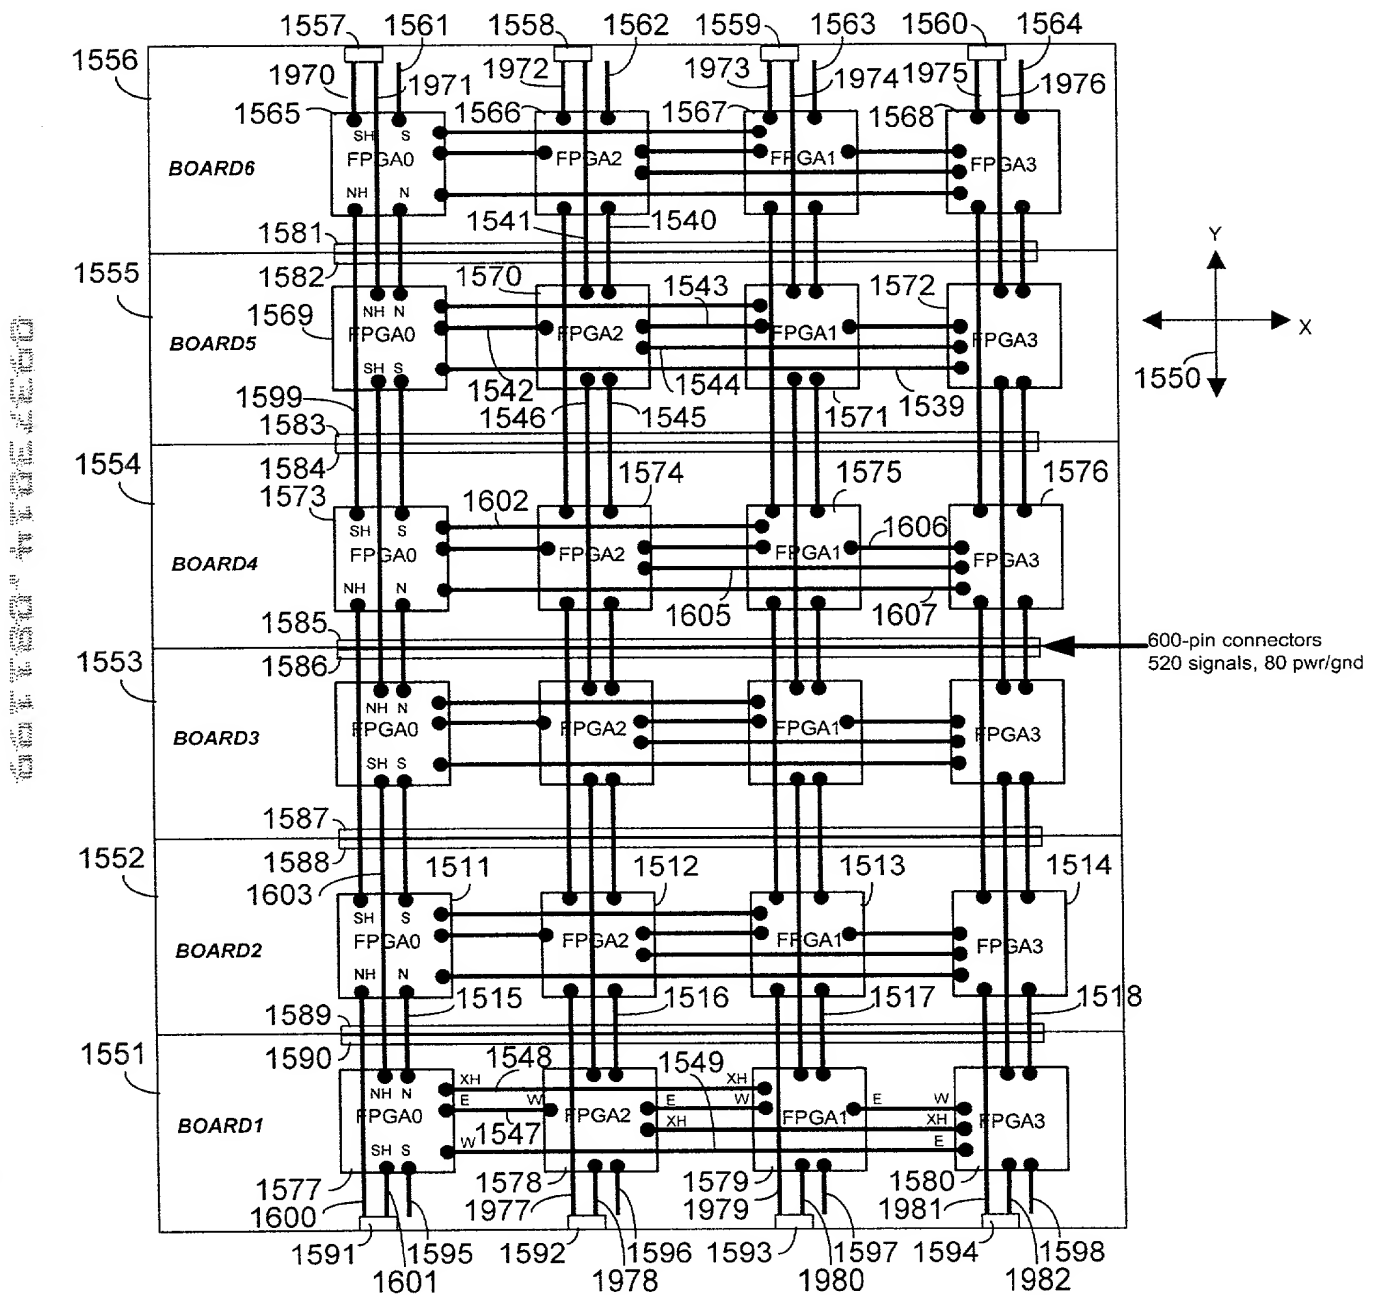 1557 1561 1558 1562 1559 1563 1560 1564
1556
1970 1971 1972 1973 1974 1975 1976
1565 1566 1567 1568
SH S
FPGA0 FPGA2 FPGA1 FPGA3
BOARD6
NH N
1541 1540
1581
1582
1555
1570 1543 1572
1569
NH N
FPGA0 FPGA2 FPGA1 FPGA3
BOARD5
SH S
1542 1544
1599 1546 1545 1571 1539
Y
X
1550
1583
1584
1554
1573 1574 1575 1576
1602
1606
SH S
FPGA0 FPGA2 FPGA1 FPGA3
BOARD4
NH N
1605 1607
1585
1586
600-pin connectors
520 signals, 80 pwr/gnd
1553
NH N
FPGA0 FPGA2 FPGA1 FPGA3
BOARD3
SH S
1587
1588
1552
1603 1511 1512 1513 1514
SH S
FPGA0 FPGA2 FPGA1 FPGA3
BOARD2
NH N
1515 1516 1517 1518
1589
1590
1551
1548 1549
XH XH
NH N E W E W E W
FPGA0 FPGA2 FPGA1 FPGA3
XH XH
BOARD1
1547
SH S W E
1577 1578 1579 1580
1600 1977 1979 1981
1591 1595 1592 1596 1593 1597 1594 1598
1601 1978 1980 1982